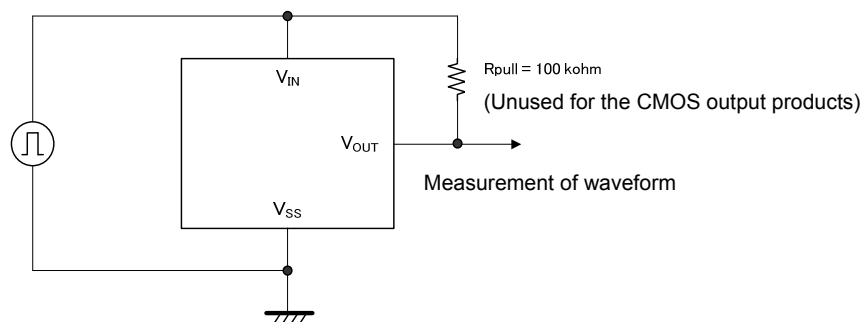 V_IN
Rpull = 100 kohm
(Unused for the CMOS output products)
V_OUT
Measurement of waveform
V_SS